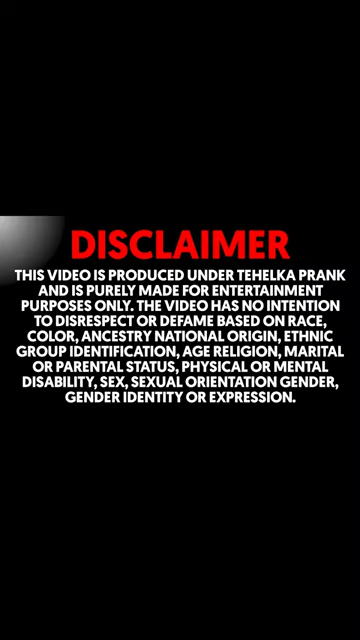 DISCLAIMER
THIS VIDEO IS PRODUCED UNDER TEHELKA PRANK
AND IS PURELY MADE FOR ENTERTAINMENT
PURPOSES ONLY. THE VIDEO HAS NO INTENTION
TO DISRESPECT OR DEFAME BASED ON RACE,
COLOR, ANCESTRY NATIONAL ORIGIN, ETHNIC
GROUP IDENTIFICATION, AGE RELIGION, MARITAL
OR PARENTAL STATUS, PHYSICAL OR MENTAL
DISABILITY, SEX, SEXUAL ORIENTATION GENDER,
GENDER IDENTITY OR EXPRESSION.